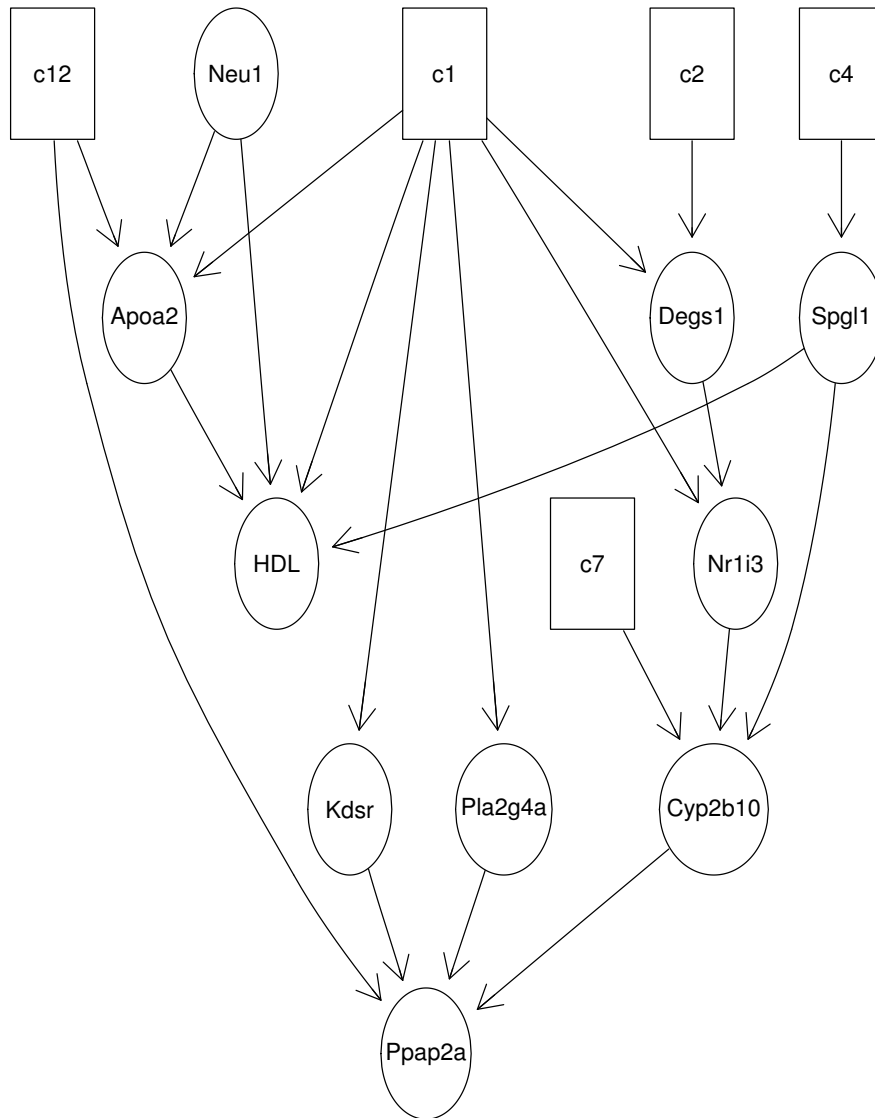 c12
Neu1
c1
c2
c4
Apoa2
Degs1
Spgl1
HDL
c7
Nr1i3
Kdsr
Pla2g4a
Cyp2b10
Ppap2a